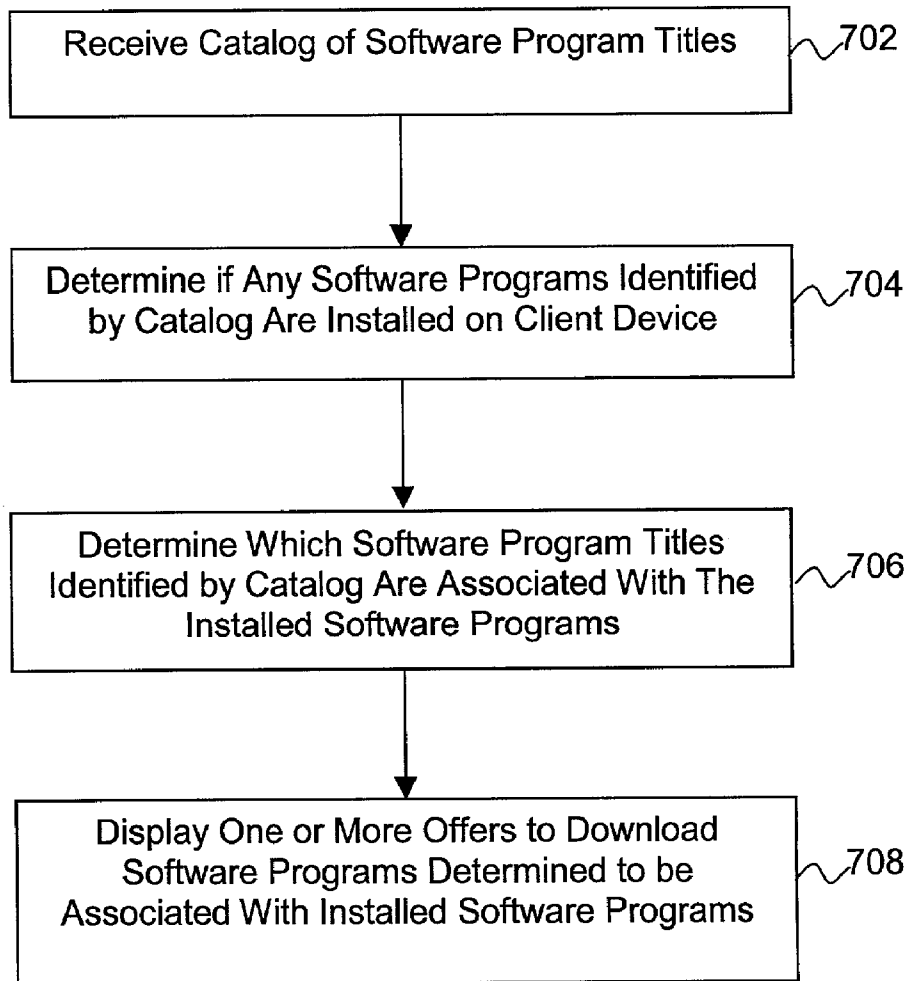 Receive Catalog of Software Program Titles
702
Determine if Any Software Programs Identified
by Catalog Are Installed on Client Device
704
Determine Which Software Program Titles
Identified by Catalog Are Associated With The
Installed Software Programs
706
Display One or More Offers to Download
Software Programs Determined to be
Associated With Installed Software Programs
708